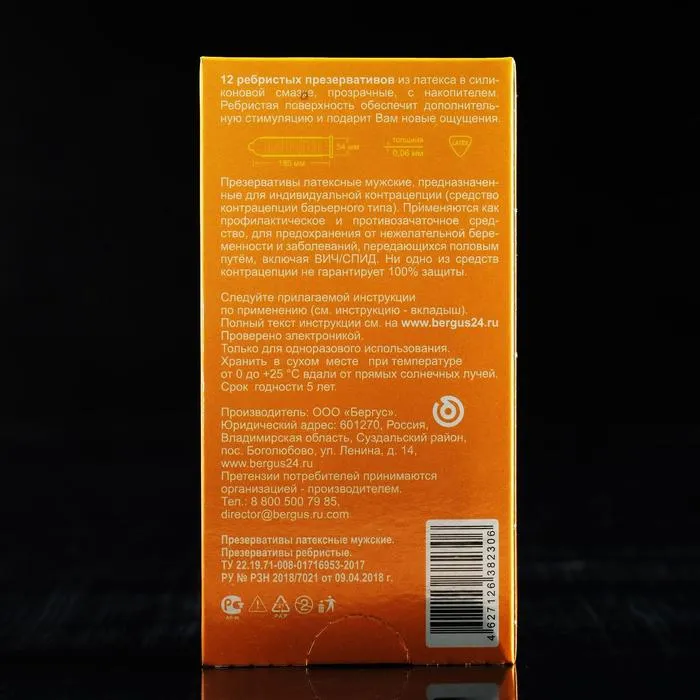 12 ребристых презервативов из латекса в сили-
коновой смазке, прозрачные, с накопителем.
Ребристая поверхность обеспечит дополнитель-
ную стимуляцию и подарит Вам новые ощущения.
54 мм
185 мм
толщина
0,06 мм
LATEX
Презервативы латексные мужские, предназначен-
ные для индивидуальной контрацепции (средство
контрацепции барьерного типа). Применяются как
профилактическое и противозачаточное сред-
ство, для предохранения от нежелательной бере-
менности и заболеваний, передающихся половым
путём, включая ВИЧ/СПИД. Ни одно из средств
контрацепции не гарантирует 100% защиты.
Следуйте прилагаемой инструкции
по применению (см. инструкцию - вкладыш).
Полный текст инструкции см. на www.bergus24.ru
Проверено электроникой.
Только для одноразового использования.
Хранить в сухом месте при температуре
от 0 до +25 °С вдали от прямых солнечных лучей.
Срок годности 5 лет.
Производитель: ООО «Бергус».
Юридический адрес: 601270, Россия,
Владимирская область, Суздальский район,
пос. Боголюбово, ул. Ленина, д. 14,
www.bergus24.ru
Претензии потребителей принимаются
организацией - производителем.
Тел.: 8 800 500 79 85,
director@bergus.ru.com
Презервативы латексные мужские.
Презервативы ребристые.
ТУ 22.19.71-008-01716953-2017
РУ № РЗН 2018/7021 от 09.04.2018 г.
PAP
2
4 627126 382306